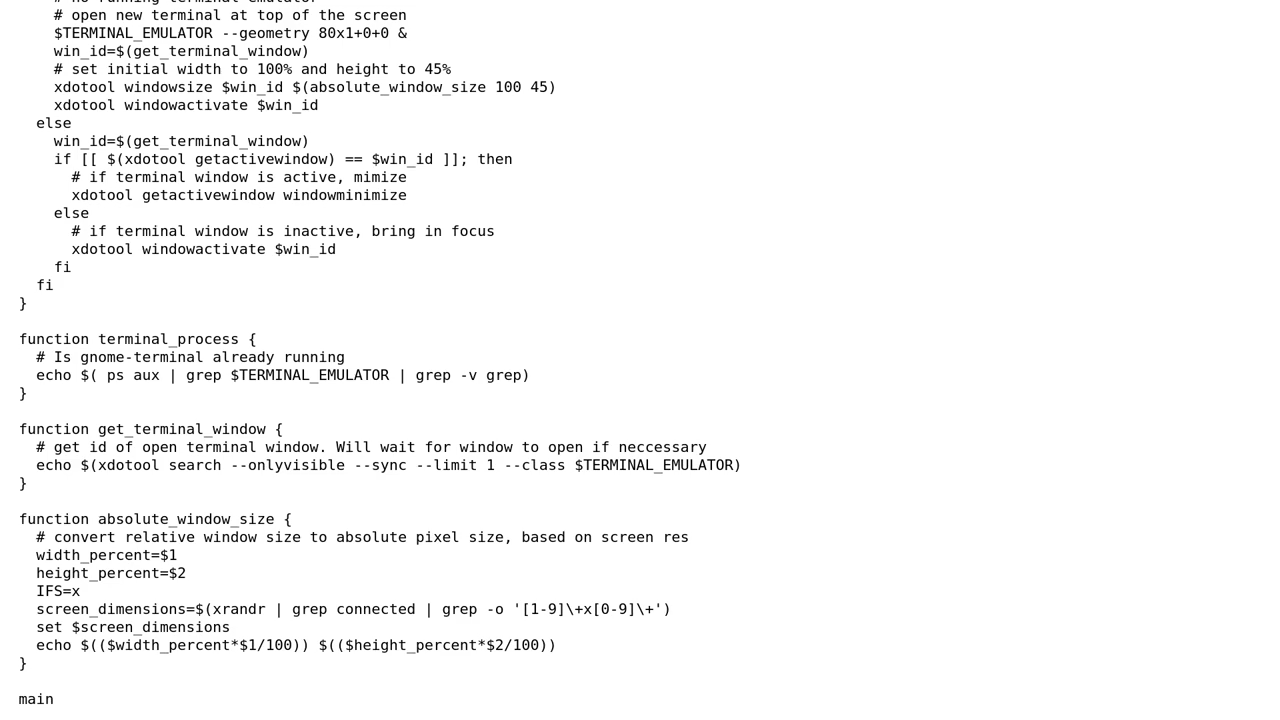 # no running terminal emulator
# open new terminal at top of the screen
$TERMINAL_EMULATOR --geometry 80x1+0+0 &
win_id=$(get_terminal_window)
# set initial width to 100% and height to 45%
xdotool windowsize $win_id $(absolute_window_size 100 45)
xdotool windowactivate $win_id
else
win_id=$(get_terminal_window)
if [[ $(xdotool getactivewindow) == $win_id ]]; then
# if terminal window is active, mimize
xdotool getactivewindow windowminimize
else
# if terminal window is inactive, bring in focus
xdotool windowactivate $win_id
fi
fi
}
function terminal_process {
# Is gnome-terminal already running
echo $( ps aux | grep $TERMINAL_EMULATOR | grep -v grep)
}
function get_terminal_window {
# get id of open terminal window. Will wait for window to open if neccessary
echo $(xdotool search --onlyvisible --sync --limit 1 --class $TERMINAL_EMULATOR)
}
function absolute_window_size {
# convert relative window size to absolute pixel size, based on screen res
width_percent=$1
height_percent=$2
IFS=x
screen_dimensions=$(xrandr | grep connected | grep -o '[1-9]\+x[0-9]\+')
set $screen_dimensions
echo $(($width_percent*$1/100)) $(($height_percent*$2/100))
}
main